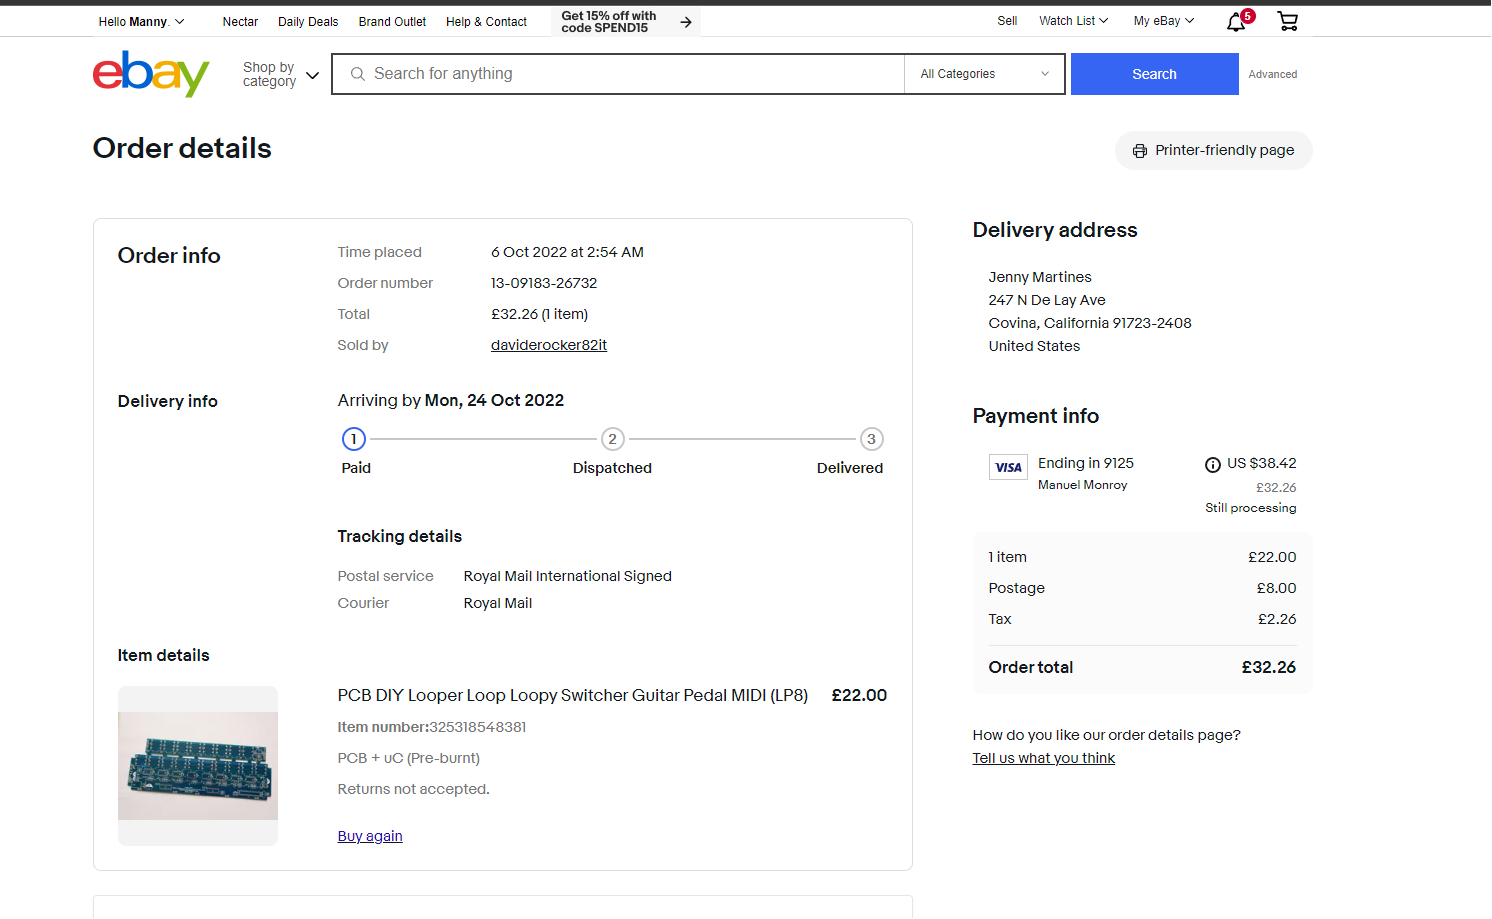 Hello Manny.
Nectar
Daily Deals
Brand Outlet
Help & Contact
Get 15% off with
code SPEND15
Sell
Watch List
My eBay
5
ebay
Shop by
category
Search for anything
All Categories
Search
Advanced
Order details
Printer-friendly page
Order info
Time placed 6 Oct 2022 at 2:54 AM
Order number 13-09183-26732
Total £32.26 (1 item)
Sold by daviderocker82it
Delivery info
Arriving by Mon, 24 Oct 2022
1 2 3
Paid Dispatched Delivered
Tracking details
Postal service Royal Mail International Signed
Courier Royal Mail
Item details
PCB DIY Looper Loop Loopy Switcher Guitar Pedal MIDI (LP8) £22.00
Item number:325318548381
PCB + uC (Pre-burnt)
Returns not accepted.
Buy again
Delivery address
Jenny Martines
247 N De Lay Ave
Covina, California 91723-2408
United States
Payment info
VISA Ending in 9125 US $38.42
Manuel Monroy £32.26
Still processing
1 item £22.00
Postage £8.00
Tax £2.26
Order total £32.26
How do you like our order details page?
Tell us what you think